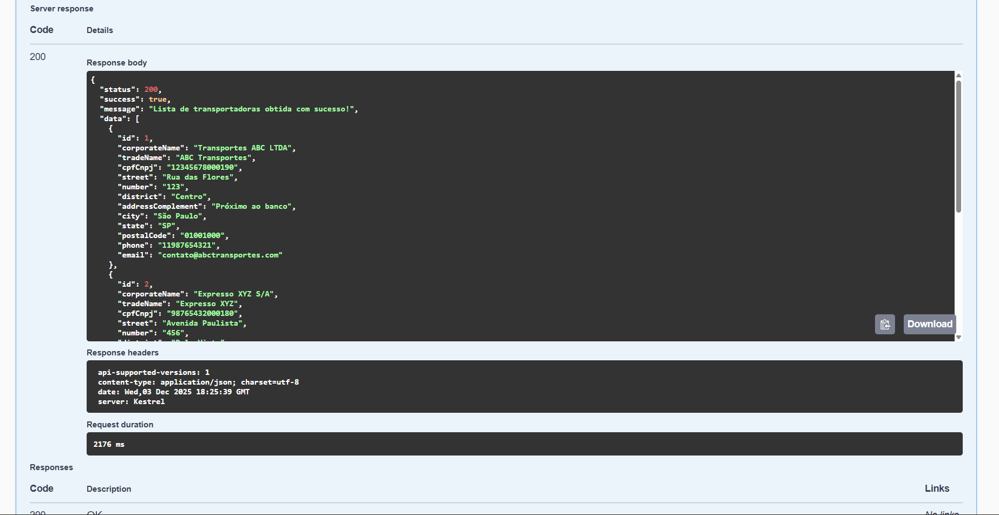 Server response
Code Details
200
Response body
{
"status": 200,
"success": true,
"message": "Lista de transportadoras obtida com sucesso!",
"data": [
{
"id": 1,
"corporateName": "Transportes ABC LTDA",
"tradeName": "ABC Transportes",
"cpfCnpj": "12345678000190",
"street": "Rua das Flores",
"number": "123",
"district": "Centro",
"addressComplement": "Próximo ao banco",
"city": "São Paulo",
"state": "SP",
"postalCode": "01001000",
"phone": "11987654321",
"email": "contato@abctransportes.com"
},
{
"id": 2,
"corporateName": "Expresso XYZ S/A",
"tradeName": "Expresso XYZ",
"cpfCnpj": "98765432000180",
"street": "Avenida Paulista",
"number": "456",
Download
Response headers
api-supported-versions: 1
content-type: application/json; charset=utf-8
date: Wed,03 Dec 2025 18:25:39 GMT
server: Kestrel
Request duration
2176 ms
Responses
Code Description Links
200 OK No links